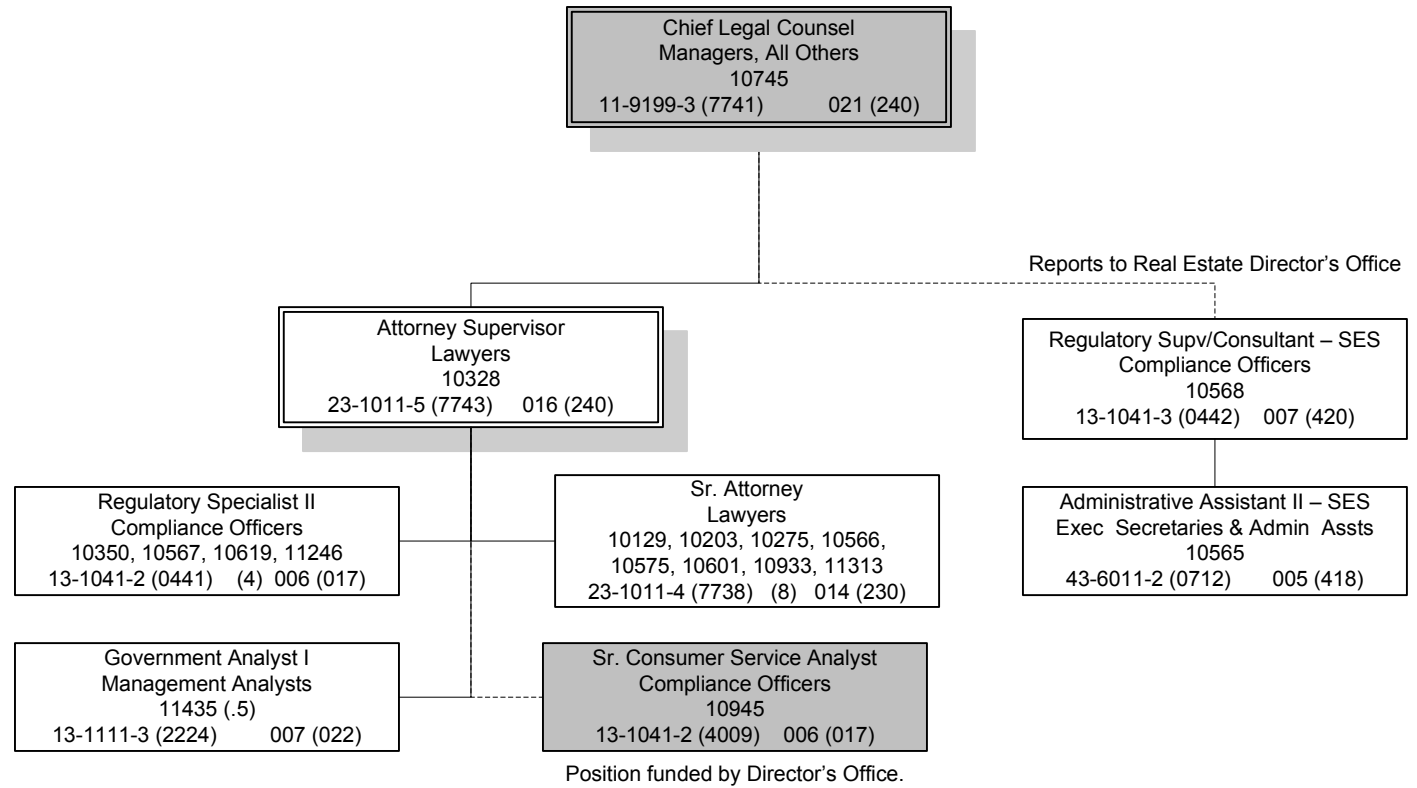 Chief Legal Counsel
Managers, All Others
10745
11-9199-3 (7741) 021 (240)
Reports to Real Estate Director’s Office
Attorney Supervisor
Lawyers
10328
23-1011-5 (7743) 016 (240)
Regulatory Supv/Consultant – SES
Compliance Officers
10568
13-1041-3 (0442) 007 (420)
Regulatory Specialist II
Compliance Officers
10350, 10567, 10619, 11246
13-1041-2 (0441) (4) 006 (017)
Sr. Attorney
Lawyers
10129, 10203, 10275, 10566,
10575, 10601, 10933, 11313
23-1011-4 (7738) (8) 014 (230)
Administrative Assistant II – SES
Exec Secretaries & Admin Assts
10565
43-6011-2 (0712) 005 (418)
Government Analyst I
Management Analysts
11435 (.5)
13-1111-3 (2224) 007 (022)
Sr. Consumer Service Analyst
Compliance Officers
10945
13-1041-2 (4009) 006 (017)
Position funded by Director’s Office.